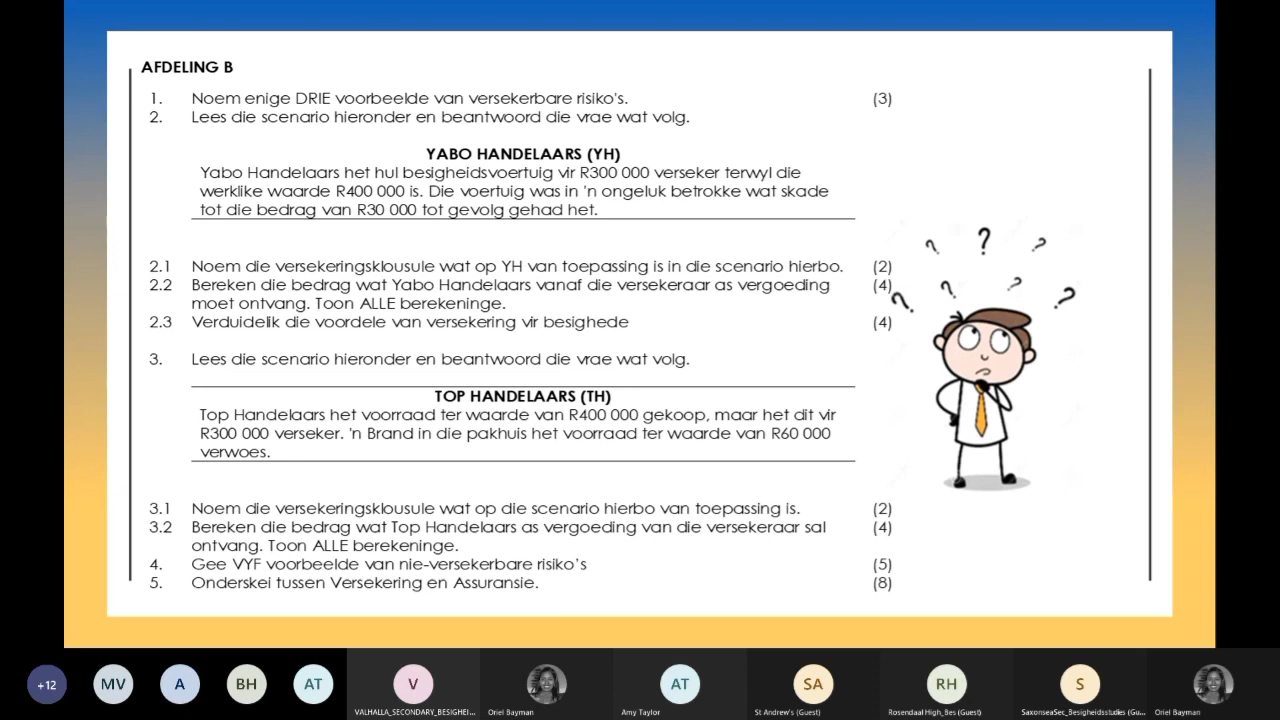 AFDELING B
1. Noem enige DRIE voorbeelde van versekerbare risiko's. (3)
2. Lees die scenario hieronder en beantwoord die vrae wat volg.
YABO HANDELAARS (YH)
Yabo Handelaars het hul besigheidsvoertuig vir R300 000 verseker terwyl die
werklike waarde R400 000 is. Die voertuig was in 'n ongeluk betrokke wat skade
tot die bedrag van R30 000 tot gevolg gehad het.
2.1 Noem die versekeringsklousule wat op YH van toepassing is in die scenario hierbo. (2)
2.2 Bereken die bedrag wat Yabo Handelaars vanaf die versekeraar as vergoeding (4)
moet ontvang. Toon ALLE berekeninge.
2.3 Verduidelik die voordele van versekering vir besighede (4)
3. Lees die scenario hieronder en beantwoord die vrae wat volg.
TOP HANDELAARS (TH)
Top Handelaars het voorraad ter waarde van R400 000 gekoop, maar het dit vir
R300 000 verseker. 'n Brand in die pakhuis het voorraad ter waarde van R60 000
verwoes.
3.1 Noem die versekeringsklousule wat op die scenario hierbo van toepassing is. (2)
3.2 Bereken die bedrag wat Top Handelaars as vergoeding van die versekeraar sal (4)
ontvang. Toon ALLE berekeninge.
4. Gee VYF voorbeelde van nie-versekerbare risiko's (5)
5. Onderskei tussen Versekering en Assuransie. (8)
? ? ? ? ? ? ?
+12 MV A BH AT V AT SA RH S
VALHALLA_SECONDARY_BESIGHEI... Oriel Bayman Amy Taylor St Andrew's (Guest) Rosendaal High_Bes (Guest) SaxonseaSec_Besigheidsstudies (Gu... Oriel Bayman